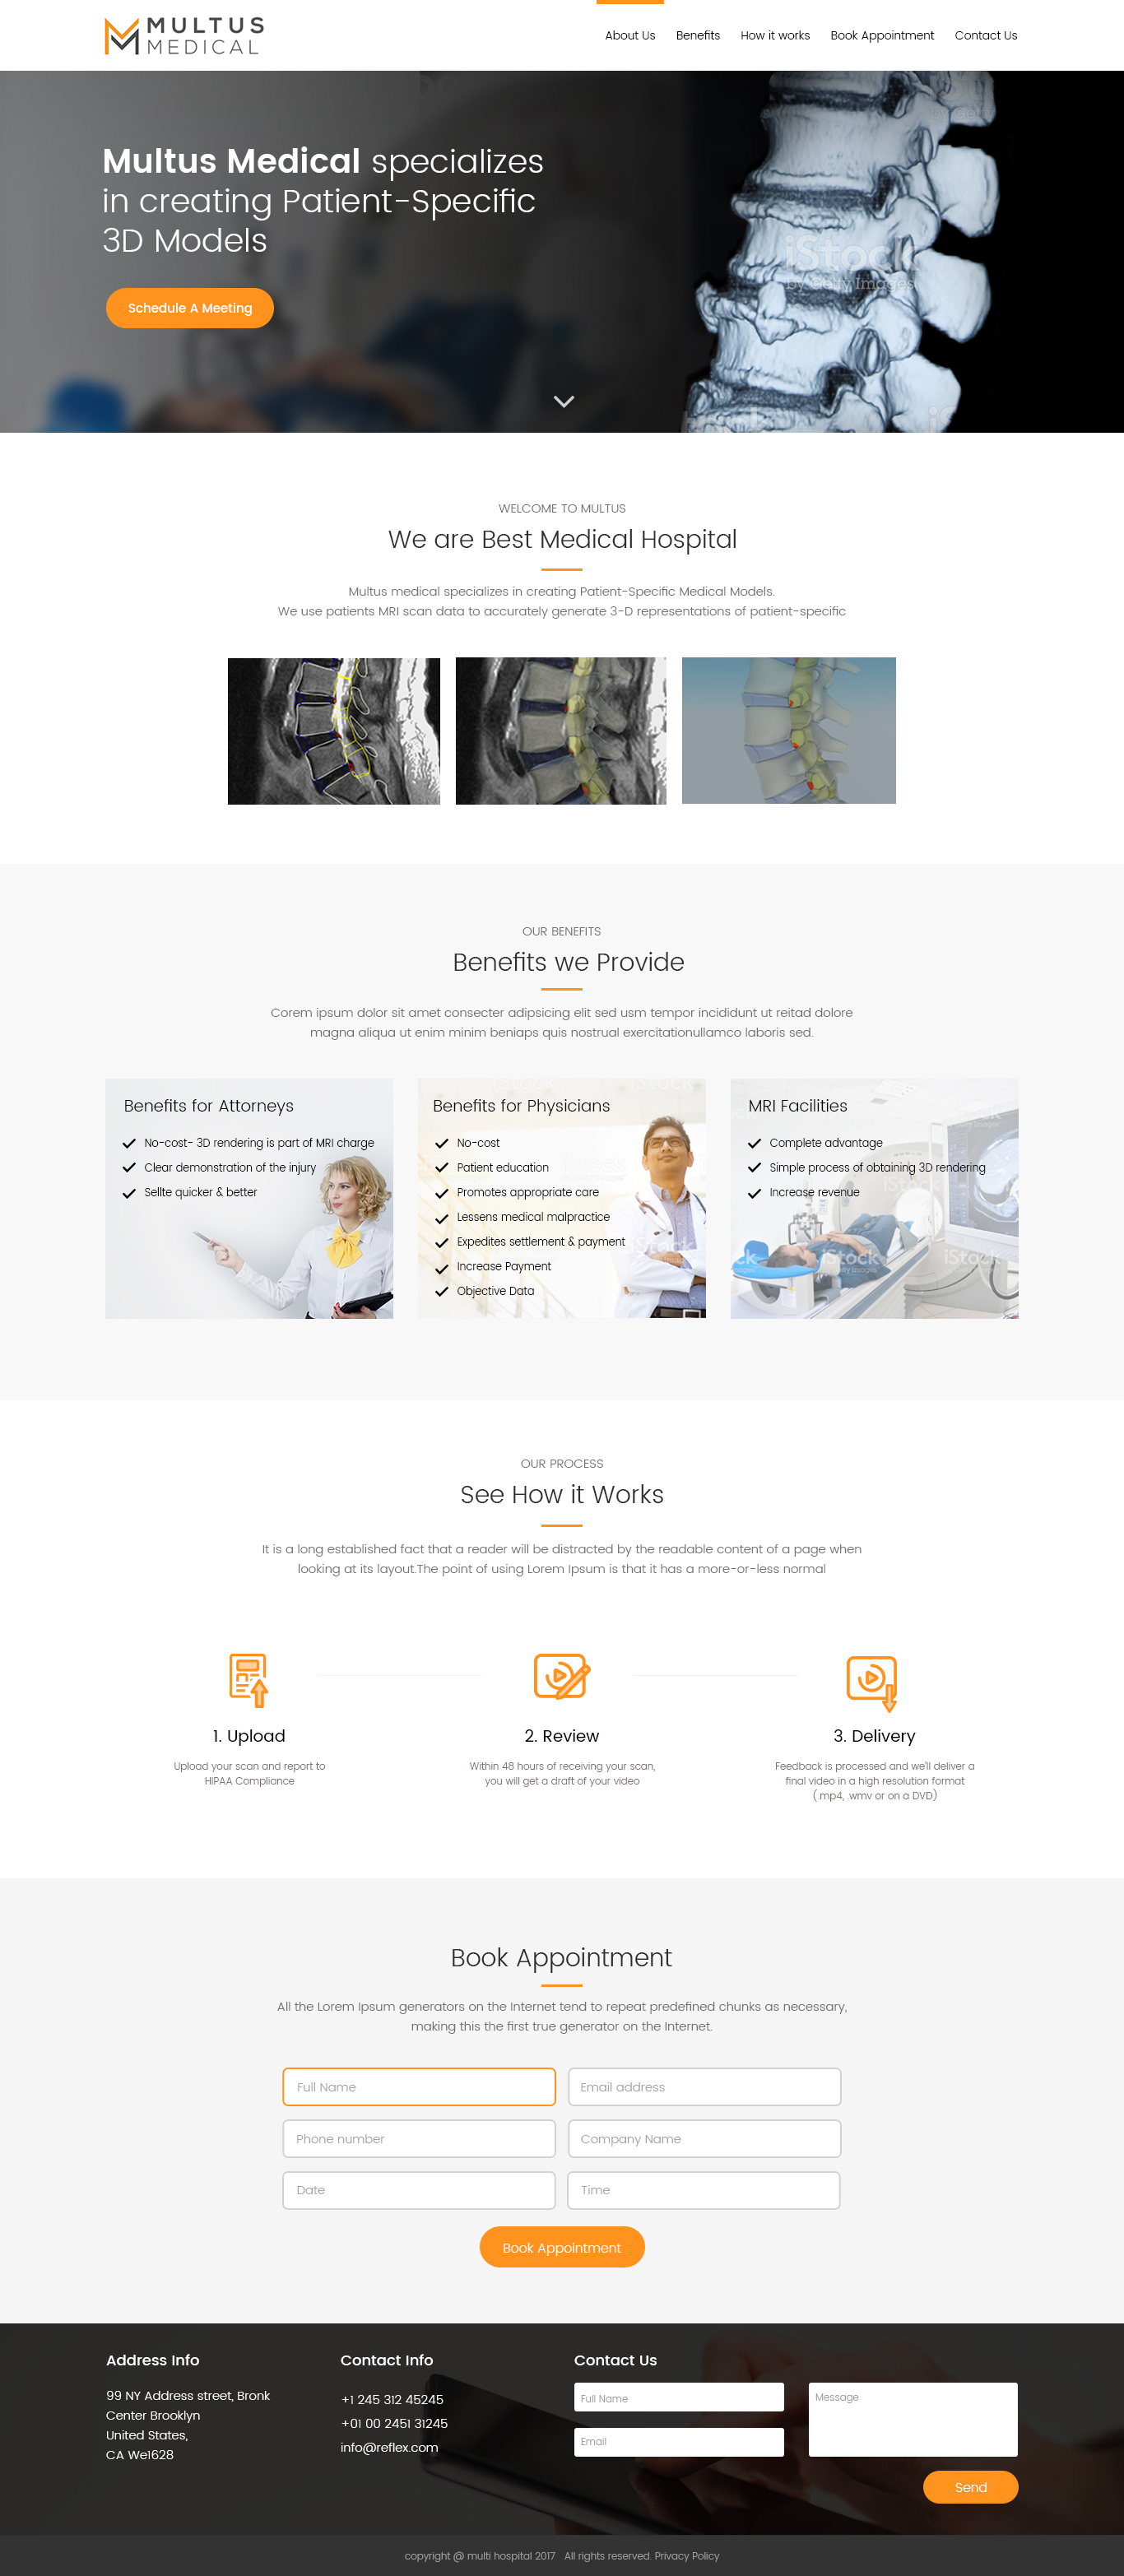 MULTUS
MEDICAL
About Us
Benefits
How it works
Book Appointment
Contact Us
Multus Medical specializes
in creating Patient-Specific
3D Models
iStock
by Getty Images
Schedule A Meeting
WELCOME TO MULTUS
We are Best Medical Hospital
Multus medical specializes in creating Patient-Specific Medical Models.
We use patients MRI scan data to accurately generate 3-D representations of patient-specific
OUR BENEFITS
Benefits we Provide
Corem ipsum dolor sit amet consecter adipsicing elit sed usm tempor incididunt ut reitad dolore
magna aliqua ut enim minim beniaps quis nostrual exercitationullamco laboris sed.
Benefits for Attorneys
No-cost- 3D rendering is part of MRI charge
Clear demonstration of the injury
Sellte quicker & better
Benefits for Physicians
No-cost
Patient education
Promotes appropriate care
Lessens medical malpractice
Expedites settlement & payment
Increase Payment
Objective Data
MRI Facilities
Complete advantage
Simple process of obtaining 3D rendering
Increase revenue
iStock
iStock
OUR PROCESS
See How it Works
It is a long established fact that a reader will be distracted by the readable content of a page when
looking at its layout.The point of using Lorem Ipsum is that it has a more-or-less normal
1. Upload
Upload your scan and report to
HIPAA Compliance
2. Review
Within 48 hours of receiving your scan,
you will get a draft of your video
3. Delivery
Feedback is processed and we'll deliver a
final video in a high resolution format
(.mp4, .wmv or on a DVD)
Book Appointment
All the Lorem Ipsum generators on the Internet tend to repeat predefined chunks as necessary,
making this the first true generator on the Internet.
Full Name
Email address
Phone number
Company Name
Date
Time
Book Appointment
Address Info
99 NY Address street, Bronk
Center Brooklyn
United States,
CA We1628
Contact Info
+1 245 312 45245
+01 00 2451 31245
info@reflex.com
Contact Us
Full Name
Email
Message
Send
copyright @ multi hospital 2017 All rights reserved. Privacy Policy